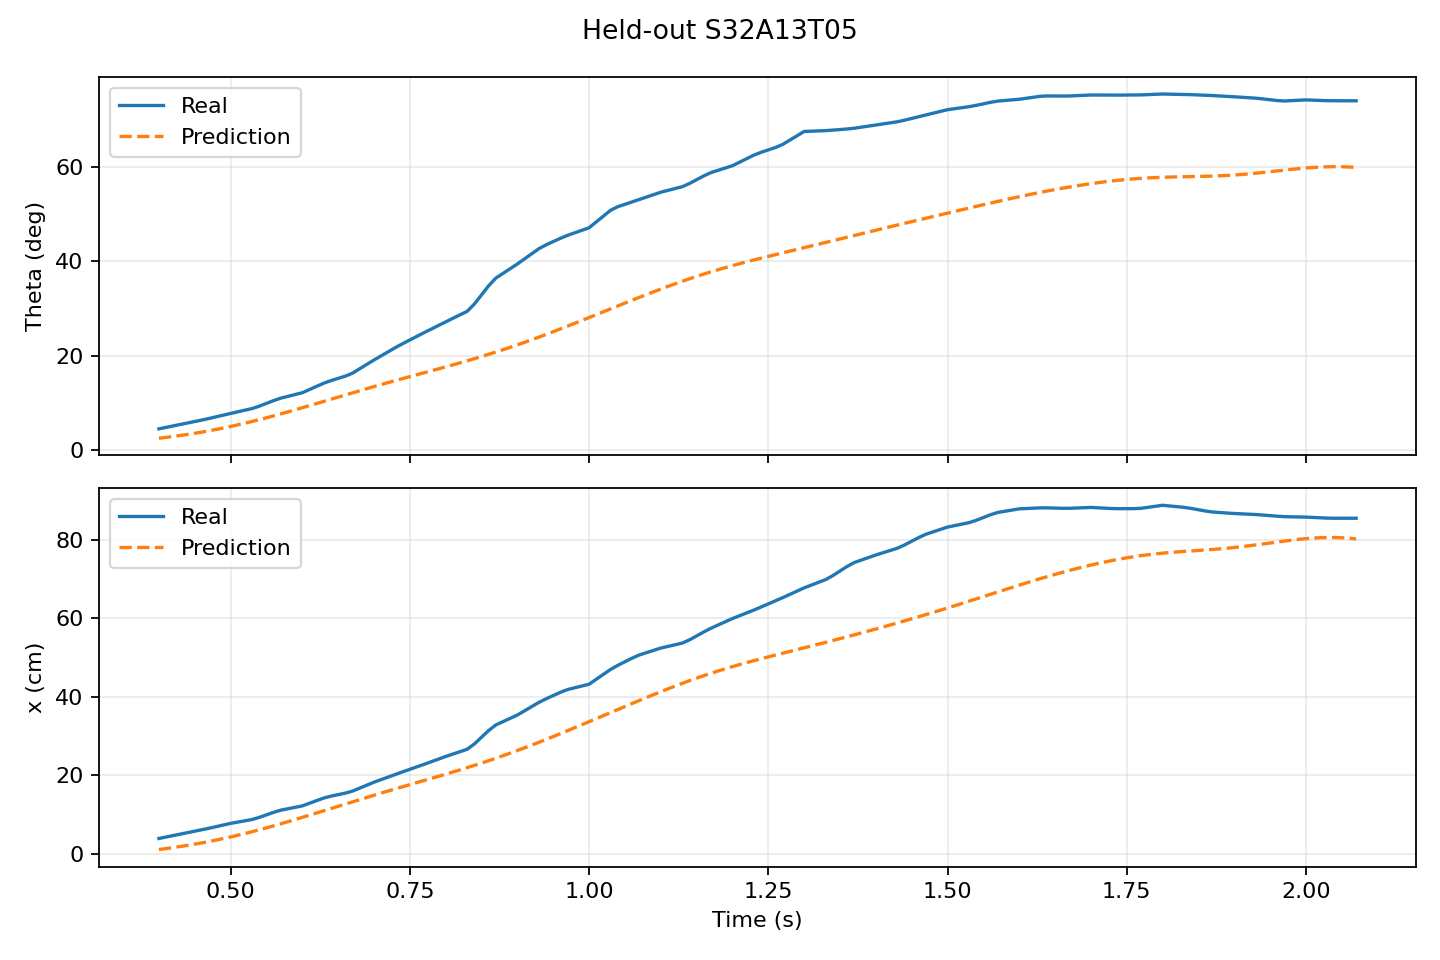 Held-out S32A13T05
Real
Prediction
Theta (deg)
60
40
20
0
Real
Prediction
x (cm)
80
60
40
20
0
0.50 0.75 1.00 1.25 1.50 1.75 2.00
Time (s)